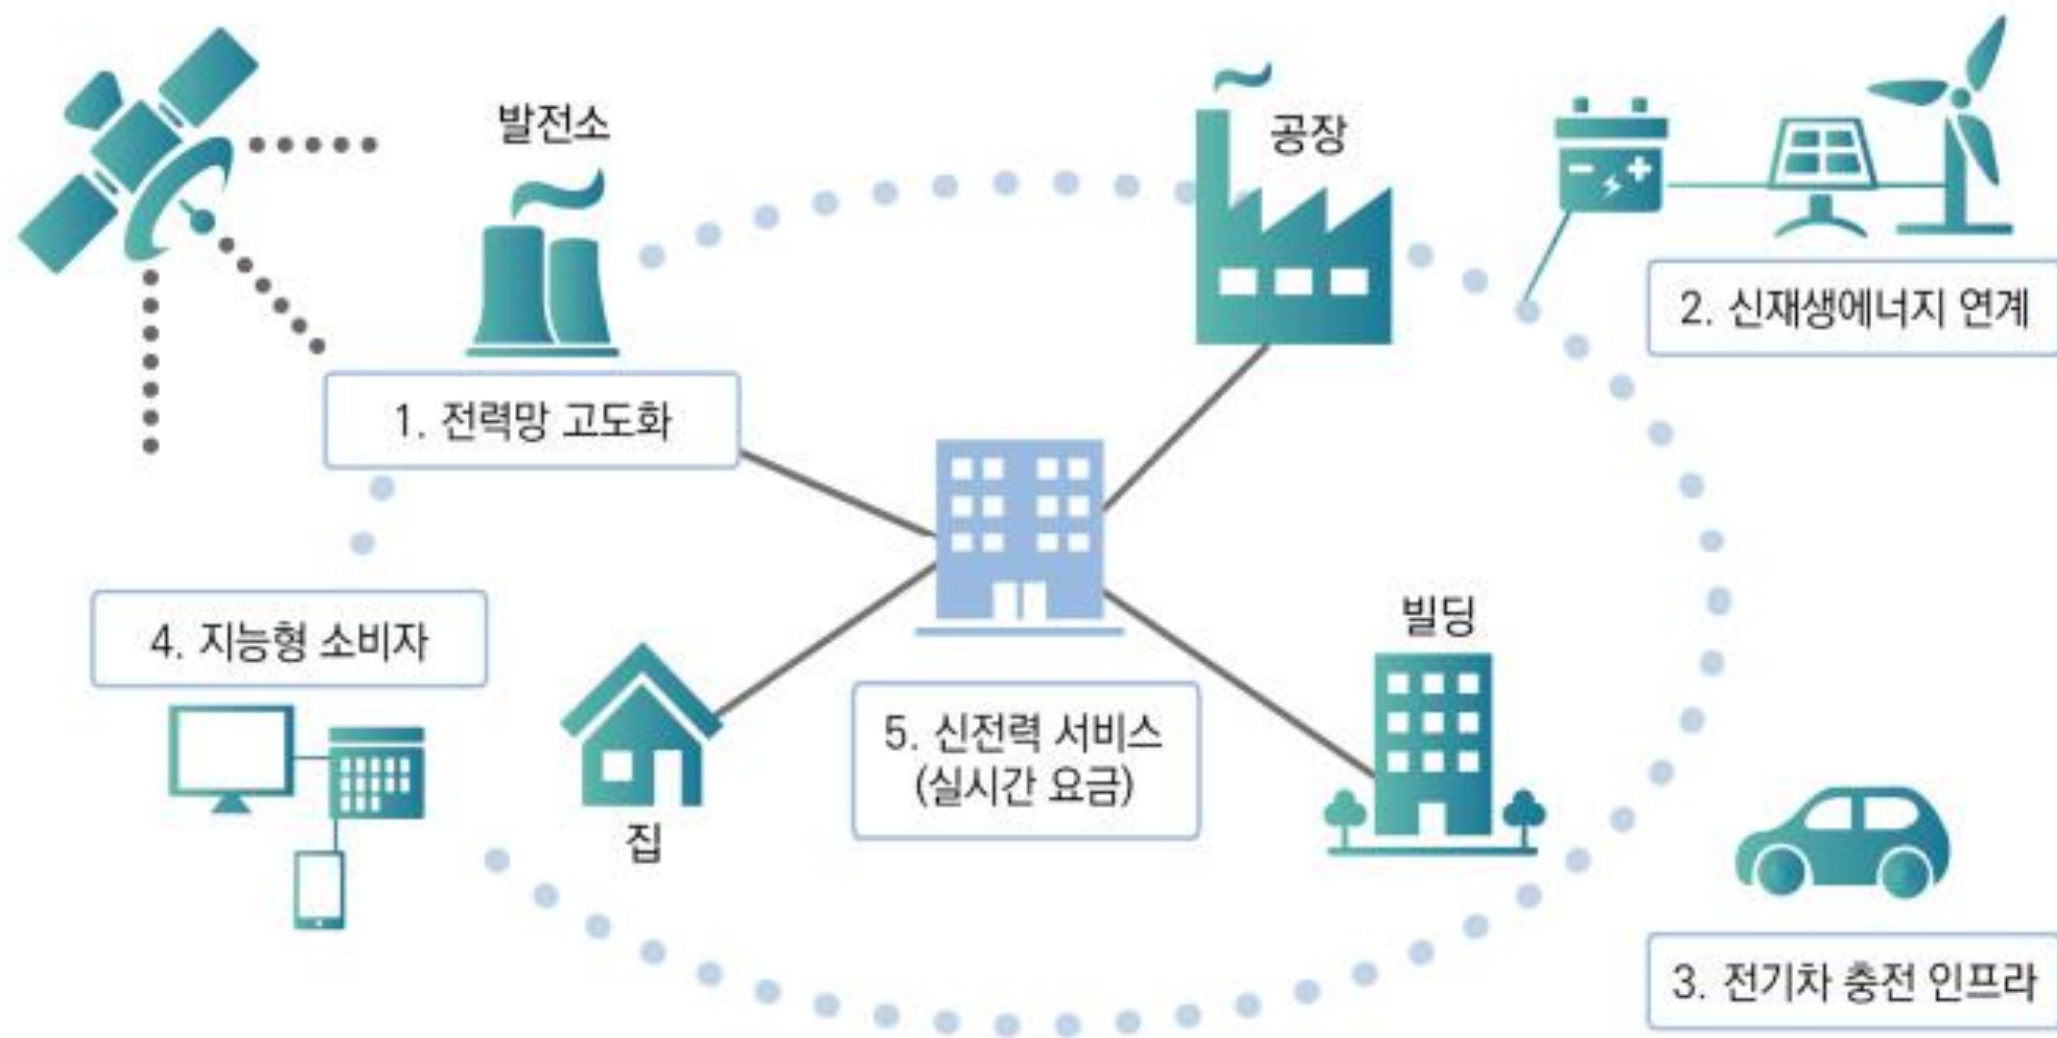 발전소
공장
1. 전력망 고도화
2. 신재생에너지 연계
4. 지능형 소비자
집
5. 신전력 서비스
(실시간 요금)
빌딩
3. 전기차 충전 인프라